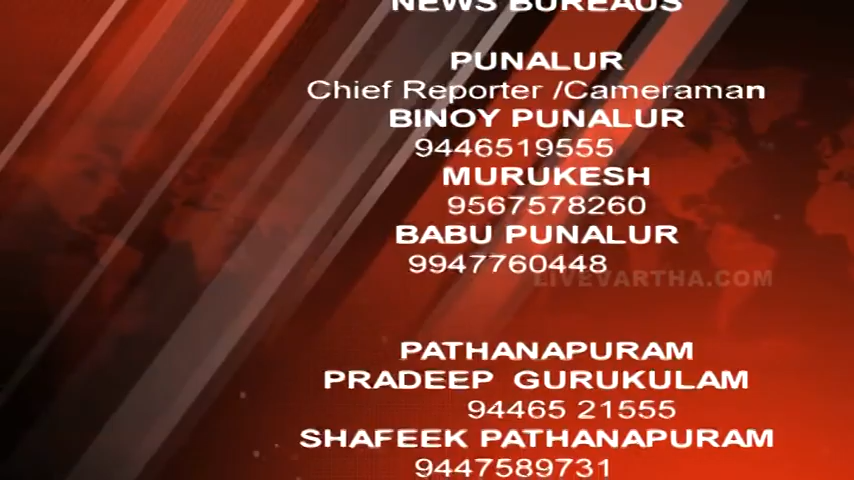 NEWS BUREAUS
PUNALUR
Chief Reporter /Cameraman
BINOY PUNALUR
9446519555
MURUKESH
9567578260
BABU PUNALUR
9947760448
LIVEVARTHA.COM
PATHANAPURAM
PRADEEP GURUKULAM
94465 21555
SHAFEEK PATHANAPURAM
9447589731